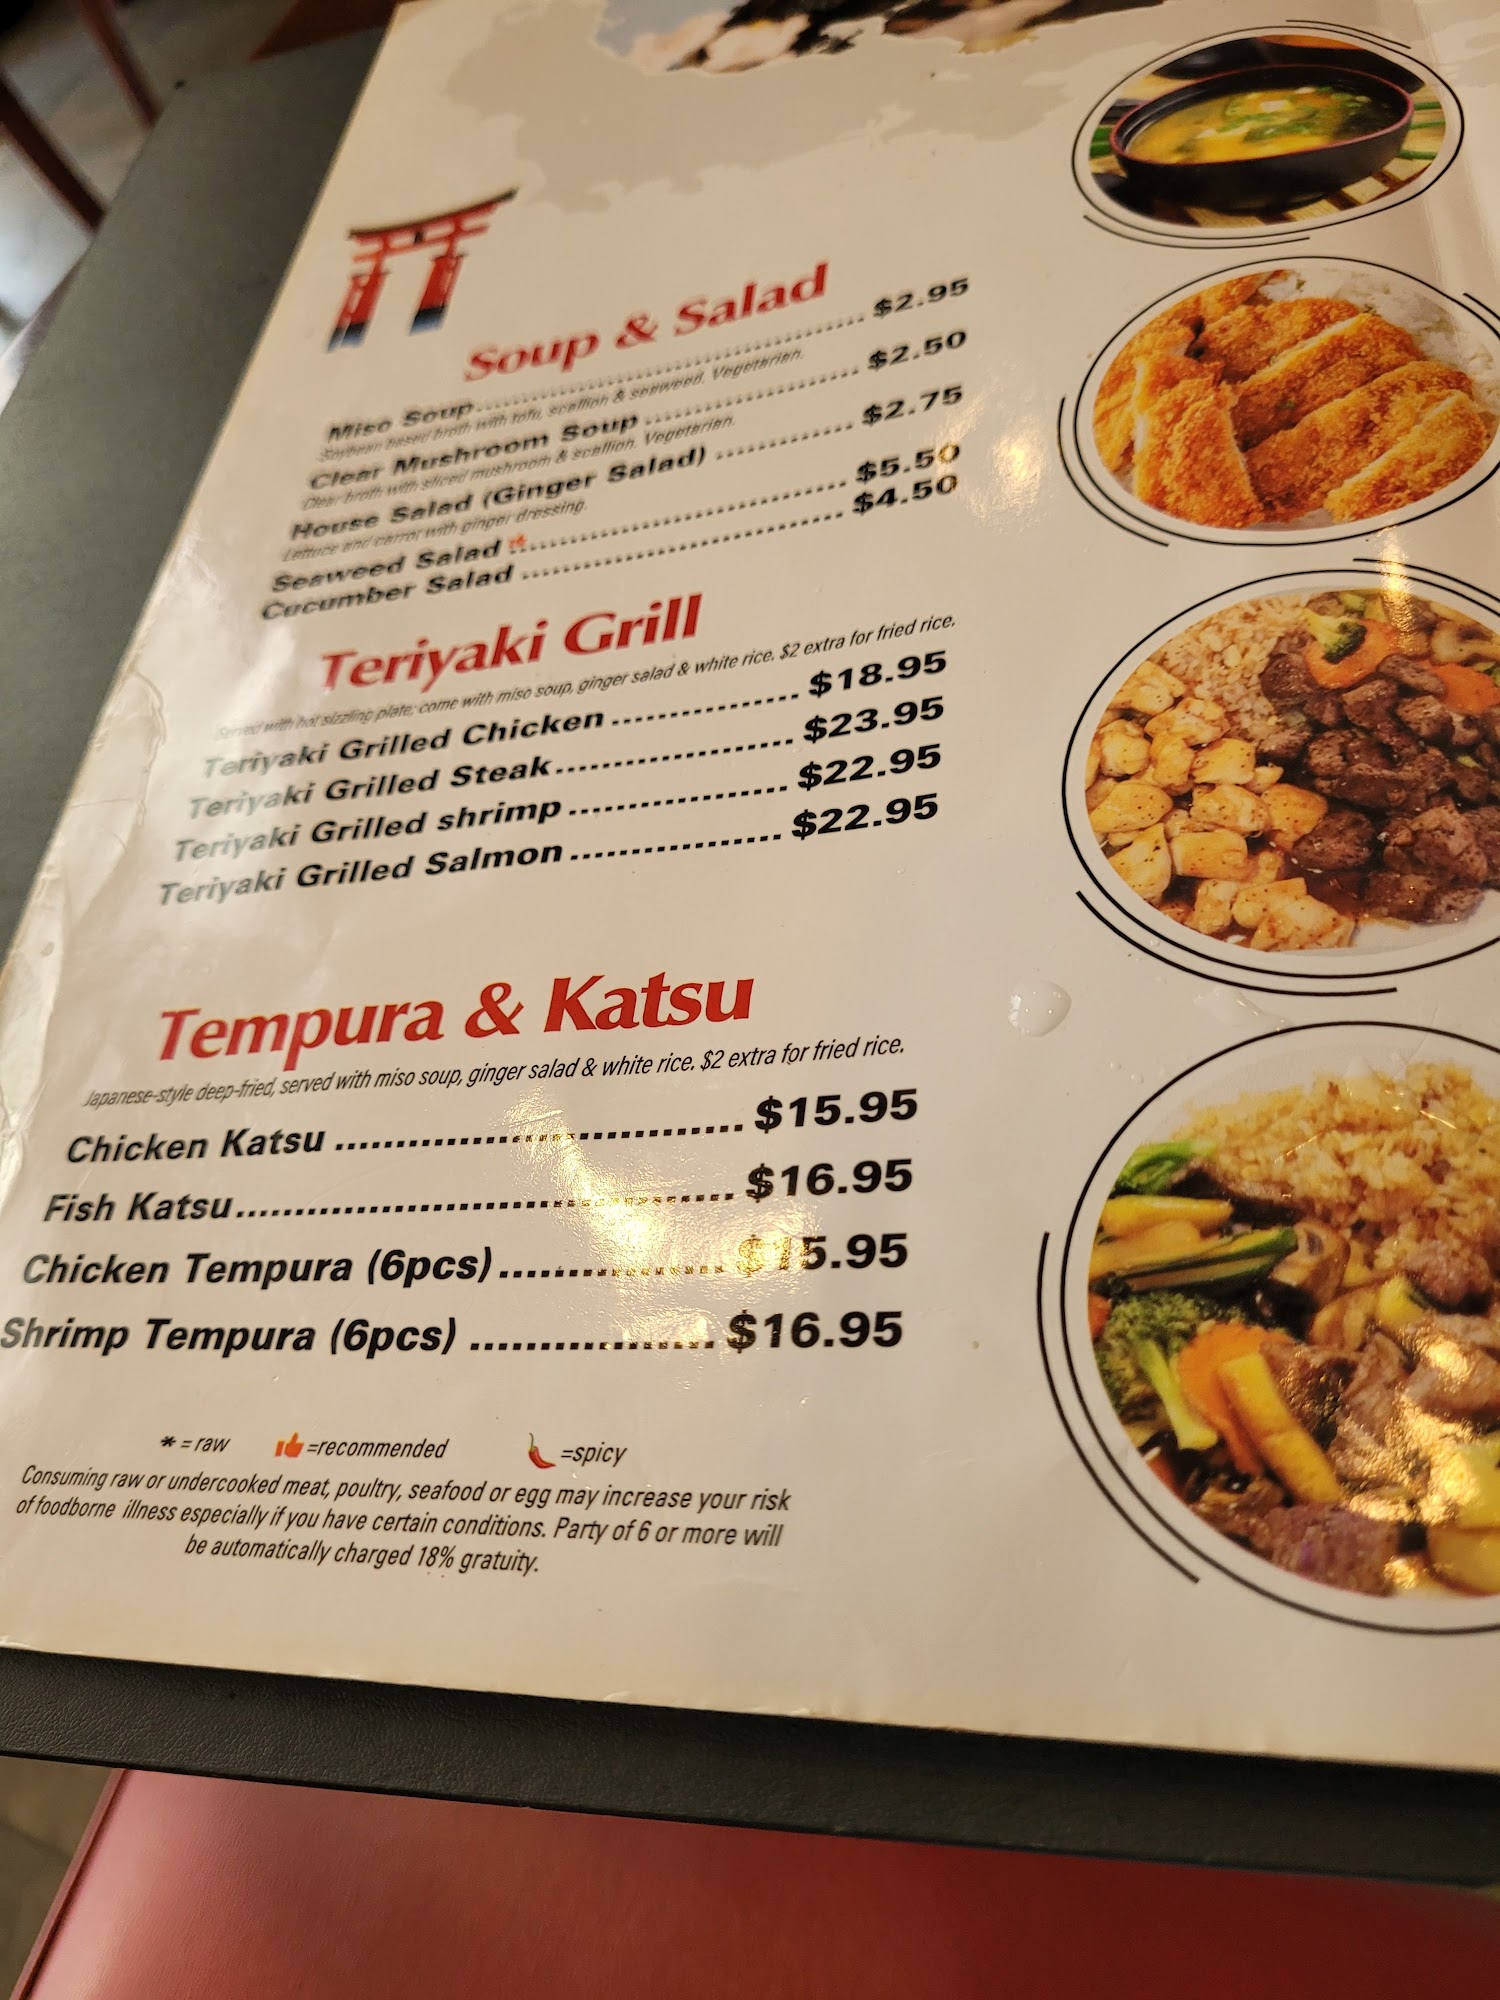 Soup & Salad
Miso Soup........................................ $2.95
Soybean based broth with tofu, scallion & seaweed. Vegetarian.
Clear Mushroom Soup ...................... $2.50
Clear broth with sliced mushroom & scallion. Vegetarian.
House Salad (Ginger Salad) .............. $2.75
Lettuce and carrot with ginger dressing.
Seaweed Salad .................................. $5.50
Cucumber Salad ................................ $4.50
Teriyaki Grill
Served with hot sizzling plate; come with miso soup, ginger salad & white rice. $2 extra for fried rice.
Teriyaki Grilled Chicken ................ $18.95
Teriyaki Grilled Steak.................... $23.95
Teriyaki Grilled shrimp .................. $22.95
Teriyaki Grilled Salmon ................. $22.95
Tempura & Katsu
Japanese-style deep-fried, served with miso soup, ginger salad & white rice. $2 extra for fried rice.
Chicken Katsu .................................. $15.95
Fish Katsu.......................................... $16.95
Chicken Tempura (6pcs) ................... $15.95
Shrimp Tempura (6pcs) .................... $16.95
* = raw =recommended =spicy
Consuming raw or undercooked meat, poultry, seafood or egg may increase your risk
of foodborne illness especially if you have certain conditions. Party of 6 or more will
be automatically charged 18% gratuity.